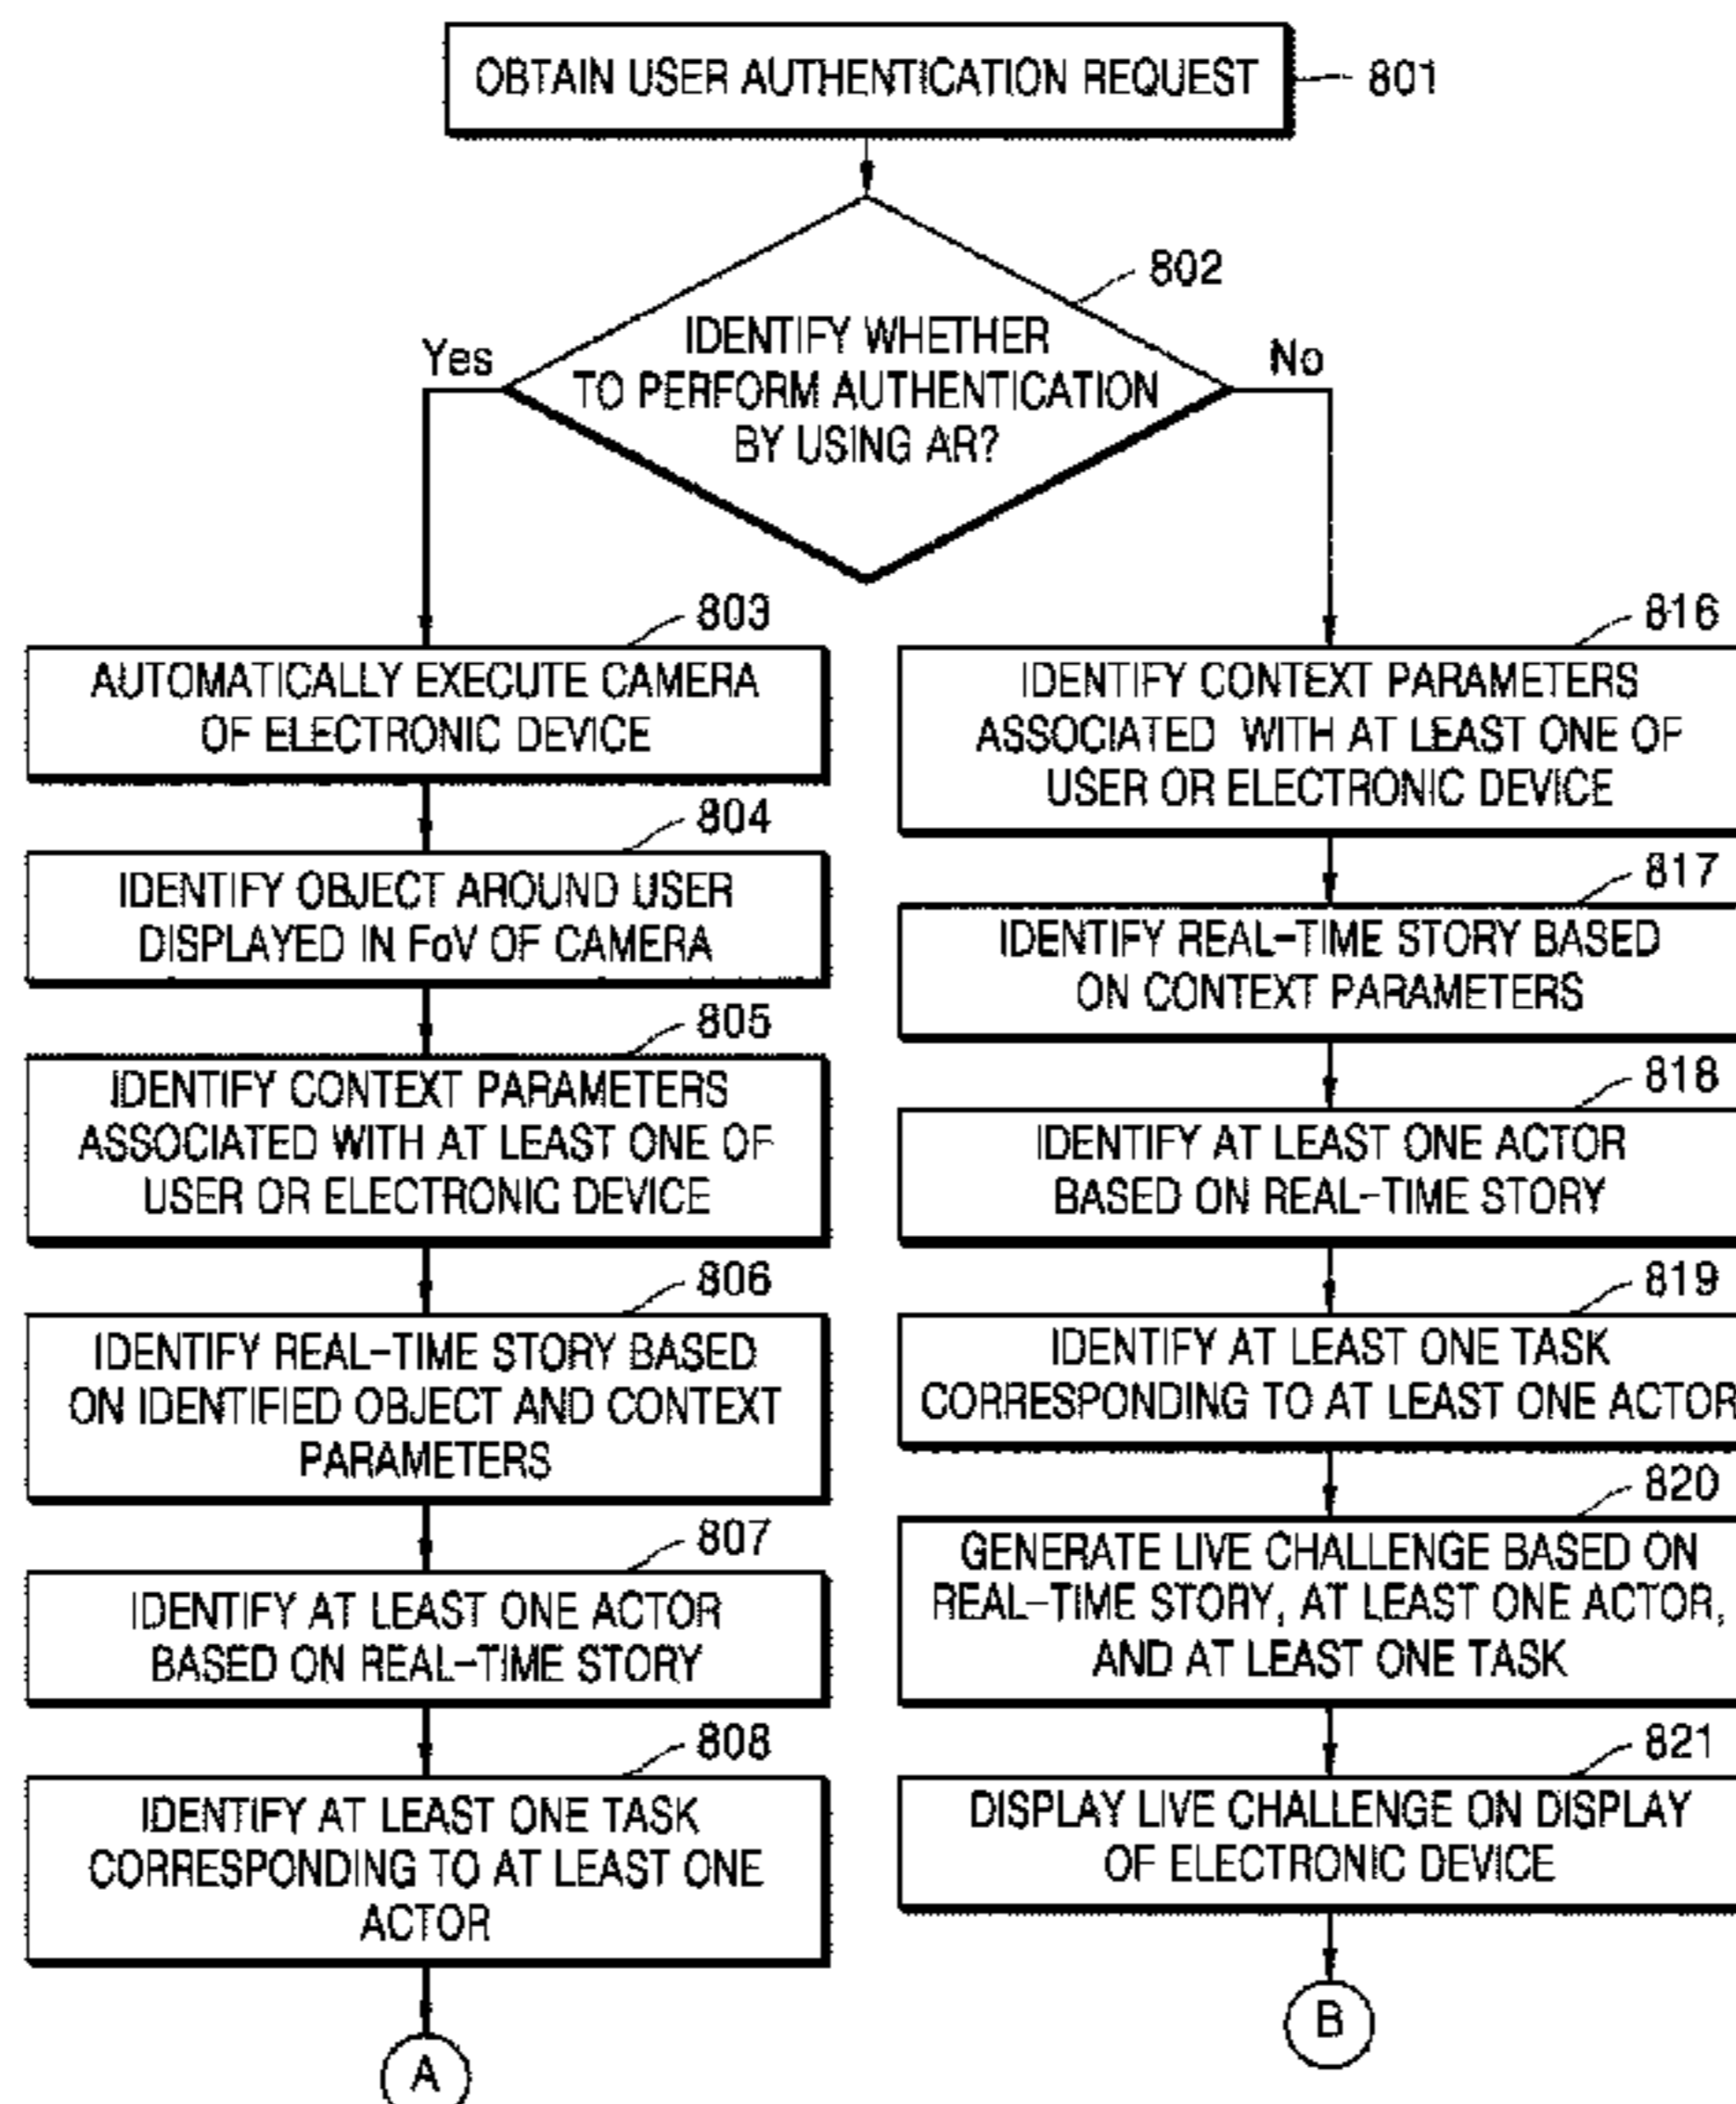 OBTAIN USER AUTHENTICATION REQUEST
801
802
IDENTIFY WHETHER
TO PERFORM AUTHENTICATION
BY USING AR?
Yes
No
803
AUTOMATICALLY EXECUTE CAMERA
OF ELECTRONIC DEVICE
804
IDENTIFY OBJECT AROUND USER
DISPLAYED IN FoV OF CAMERA
805
IDENTIFY CONTEXT PARAMETERS
ASSOCIATED WITH AT LEAST ONE OF
USER OR ELECTRONIC DEVICE
806
IDENTIFY REAL-TIME STORY BASED
ON IDENTIFIED OBJECT AND CONTEXT
PARAMETERS
807
IDENTIFY AT LEAST ONE ACTOR
BASED ON REAL-TIME STORY
808
IDENTIFY AT LEAST ONE TASK
CORRESPONDING TO AT LEAST ONE
ACTOR
A
816
IDENTIFY CONTEXT PARAMETERS
ASSOCIATED WITH AT LEAST ONE OF
USER OR ELECTRONIC DEVICE
817
IDENTIFY REAL-TIME STORY BASED
ON CONTEXT PARAMETERS
818
IDENTIFY AT LEAST ONE ACTOR
BASED ON REAL-TIME STORY
819
IDENTIFY AT LEAST ONE TASK
CORRESPONDING TO AT LEAST ONE ACTOR
820
GENERATE LIVE CHALLENGE BASED ON
REAL-TIME STORY, AT LEAST ONE ACTOR,
AND AT LEAST ONE TASK
821
DISPLAY LIVE CHALLENGE ON DISPLAY
OF ELECTRONIC DEVICE
B